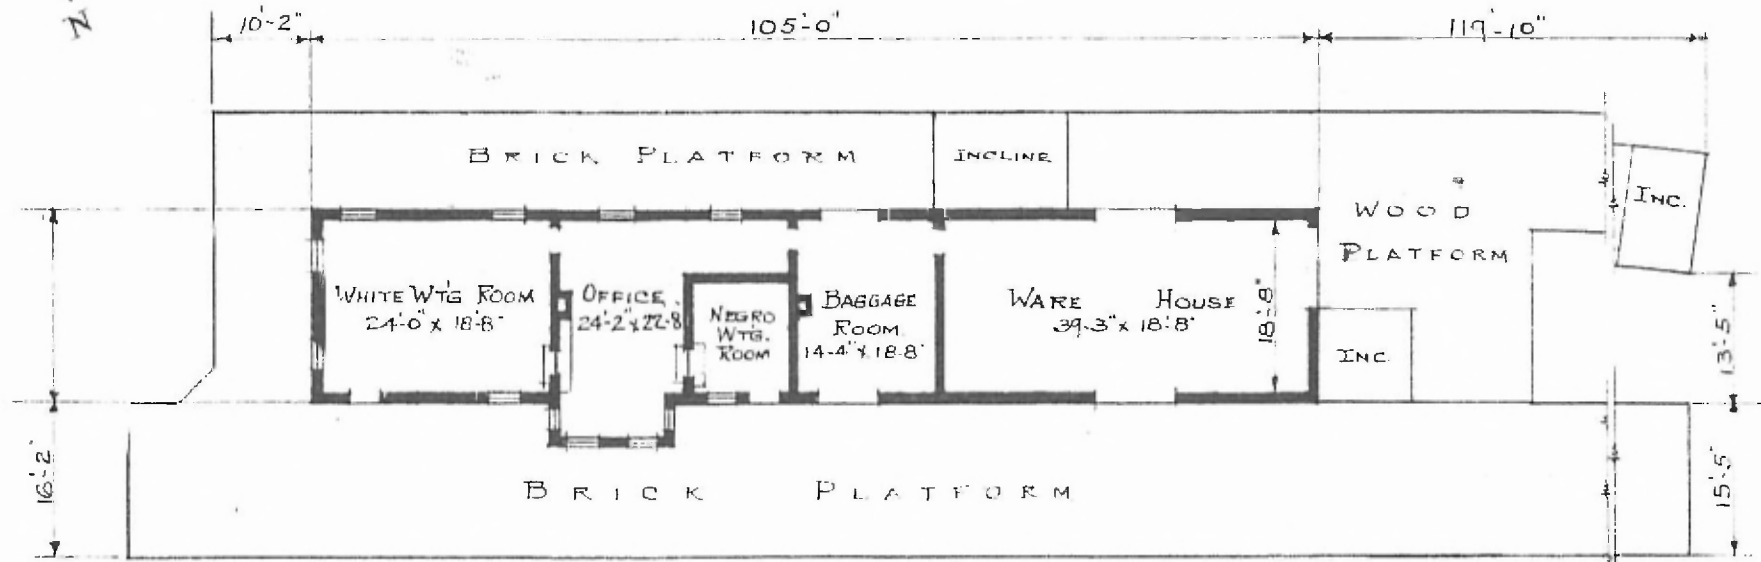 N
10'-2"
105'-0"
119'-10"
BRICK PLATFORM
INCLINE
INC.
WOOD
PLATFORM
WHITE WT'G ROOM
24'-0" x 18'-8"
OFFICE.
24'-2" x 22-8
NEGRO
WTG.
ROOM
BAGGAGE
ROOM
14-4" x 18-8'
WARE HOUSE
39-3" x 18'-8"
18'-8"
INC
13'-5"
16'-2"
BRICK PLATFORM
15'-5"